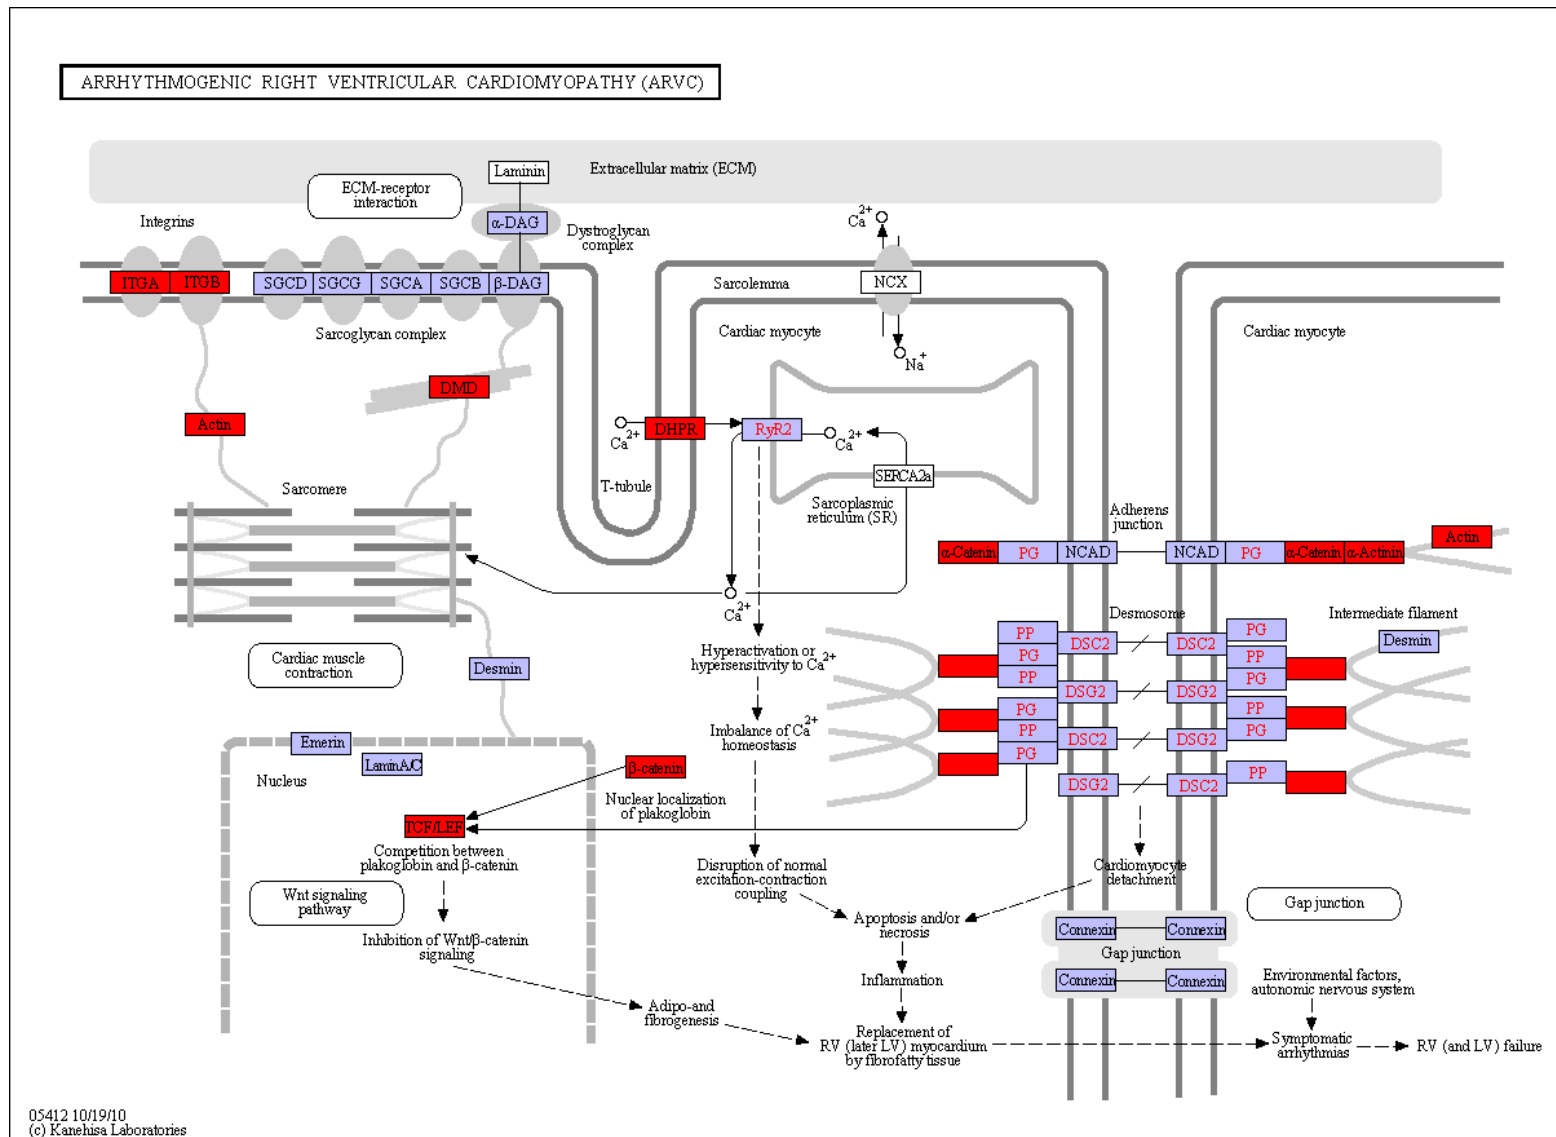 ARRHYTHMOGENIC RIGHT VENTRICULAR CARDIOMYOPATHY (ARVC)
Laminin
Extracellular matrix (ECM)
ECM-receptor
interaction
Integrins
α-DAG
Dystroglycan
complex
Ca2+
ITGA
ITGB
SGCD
SGCG
SGCA
SGCB
β-DAG
Sarcolemma
NCX
Sarcoglycan complex
Cardiac myocyte
Cardiac myocyte
Na+
DMD
Actin
Ca2+
DHPR
RyR2
Ca2+
SERCA2a
T-tubule
Sarcomere
Sarcoplasmic
reticulum (SR)
Adherens
junction
Actin
α-Catenin
PG
NCAD
NCAD
PG
α-Catenin
α-Actinin
Ca2+
Desmosome
Intermediate filament
PP
PG
PP
DSC2
DSC2
PG
PP
PG
Desmin
Cardiac muscle
contraction
Desmin
Hyperactivation or
hypersensitivity to Ca2+
DSG2
DSG2
PG
PP
PG
PP
PG
Imbalance of Ca2+
homeostasis
DSC2
DSG2
Emerin
LaminA/C
Nucleus
β-catenin
DSG2
DSC2
PP
Nuclear localization
of plakoglobin
TCF/LEF
Competition between
plakoglobin and β-catenin
Disruption of normal
excitation-contraction
coupling
Cardiomyocyte
detachment
Wnt signaling
pathway
Gap junction
Apoptosis and/or
necrosis
Connexin
Connexin
Inhibition of Wnt/β-catenin
signaling
Gap junction
Inflammation
Connexin
Connexin
Environmental factors,
autonomic nervous system
Adipo-and
fibrogenesis
Replacement of
RV (later LV) myocardium
by fibrofatty tissue
Symptomatic
arrhythmias
RV (and LV) failure
05412 10/19/10
(c) Kanehisa Laboratories